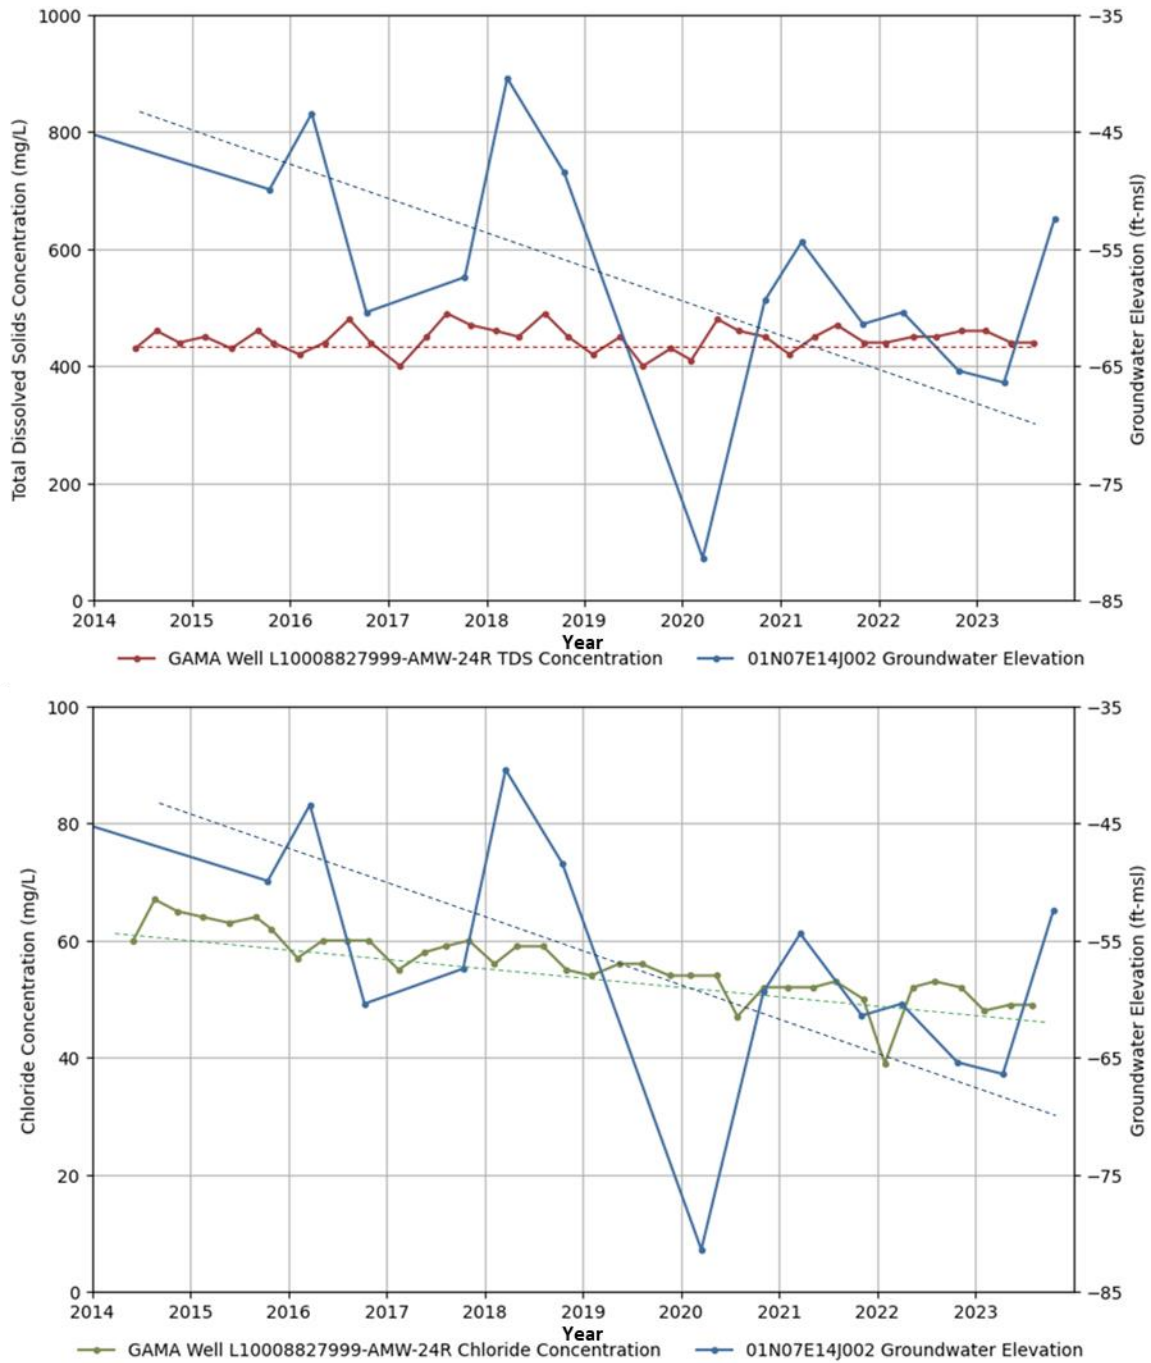 Total Dissolved Solids Concentration (mg/L)
1000
800
600
400
200
0
−35
−45
−55
−65
−75
−85
Groundwater Elevation (ft-msl)
2014 2015 2016 2017 2018 2019 2020 2021 2022 2023
Year
GAMA Well L10008827999-AMW-24R TDS Concentration 01N07E14J002 Groundwater Elevation
Chloride Concentration (mg/L)
100
80
60
40
20
0
−35
−45
−55
−65
−75
−85
Groundwater Elevation (ft-msl)
2014 2015 2016 2017 2018 2019 2020 2021 2022 2023
Year
GAMA Well L10008827999-AMW-24R Chloride Concentration 01N07E14J002 Groundwater Elevation